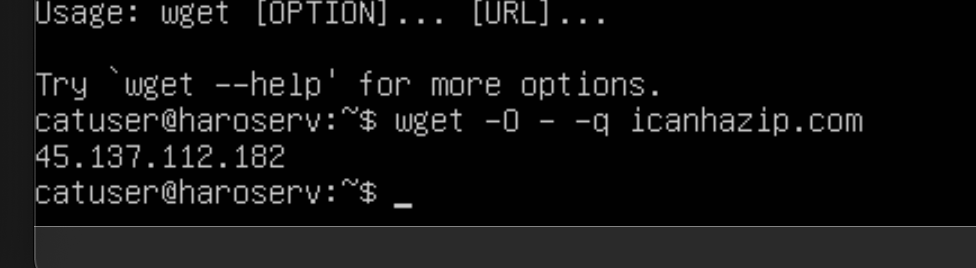 Usage: wget [OPTION]... [URL]...
Try `wget --help' for more options.
catuser@haroserv:~$ wget -O - -q icanhazip.com
45.137.112.182
catuser@haroserv:~$ _